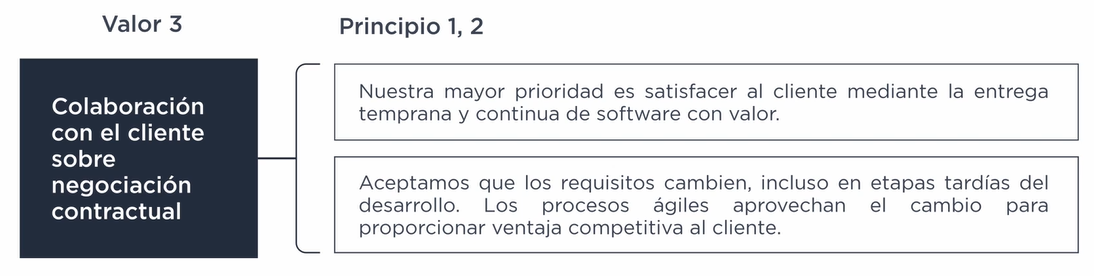 Valor 3
Principio 1, 2
Colaboración
con el cliente
sobre
negociación
contractual
Nuestra mayor prioridad es satisfacer al cliente mediante la entrega
temprana y continua de software con valor.
Aceptamos que los requisitos cambien, incluso en etapas tardías del
desarrollo. Los procesos ágiles aprovechan el cambio para
proporcionar ventaja competitiva al cliente.